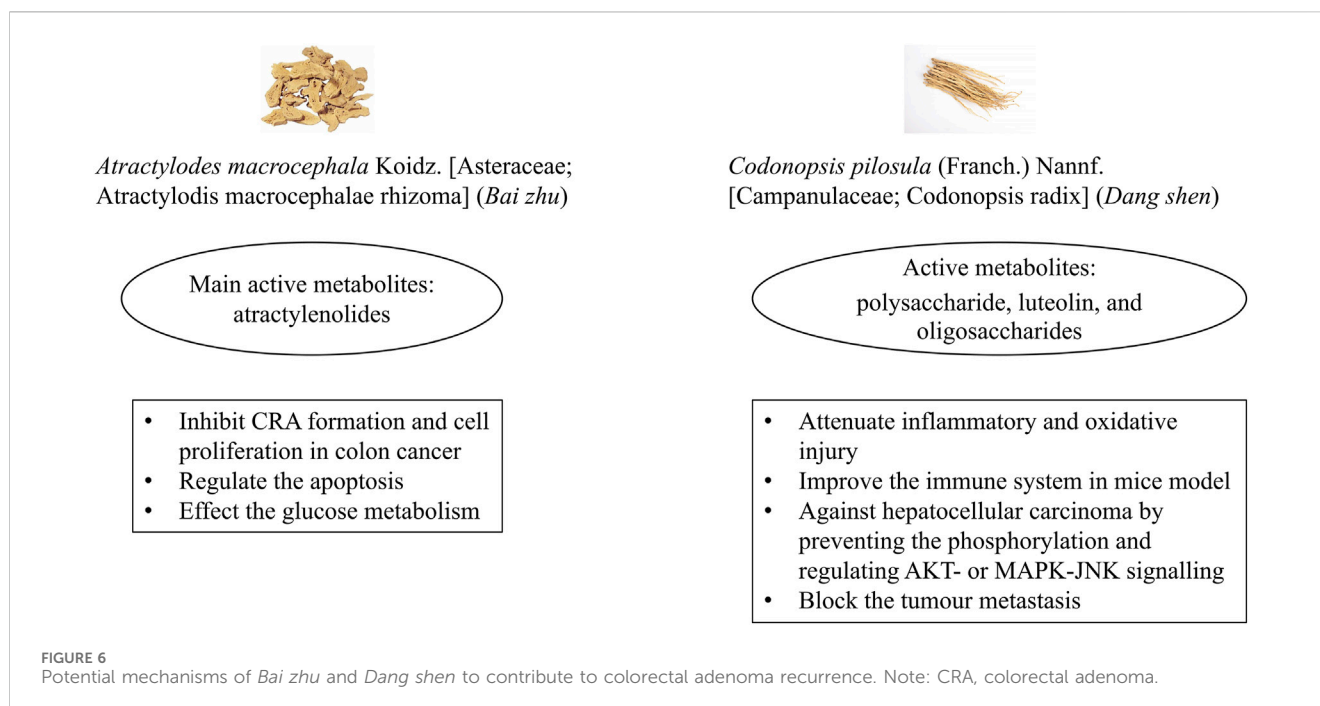 Atractylodes macrocephala Koidz. [Asteraceae;
Atractylodis macrocephalae rhizoma] (Bai zhu)
Main active metabolites:
atractylenolides
• Inhibit CRA formation and cell
proliferation in colon cancer
• Regulate the apoptosis
• Effect the glucose metabolism
Codonopsis pilosula (Franch.) Nannf.
[Campanulaceae; Codonopsis radix] (Dang shen)
Active metabolites:
polysaccharide, luteolin, and
oligosaccharides
• Attenuate inflammatory and oxidative
injury
• Improve the immune system in mice model
• Against hepatocellular carcinoma by
preventing the phosphorylation and
regulating AKT- or MAPK-JNK signalling
• Block the tumour metastasis
FIGURE 6
Potential mechanisms of Bai zhu and Dang shen to contribute to colorectal adenoma recurrence. Note: CRA, colorectal adenoma.